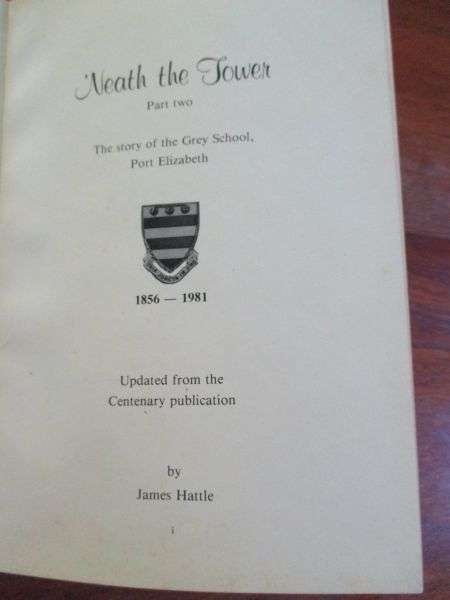 'Neath the Tower
Part two
The story of the Grey School,
Port Elizabeth
1856 — 1981
Updated from the
Centenary publication
by
James Hattle
i